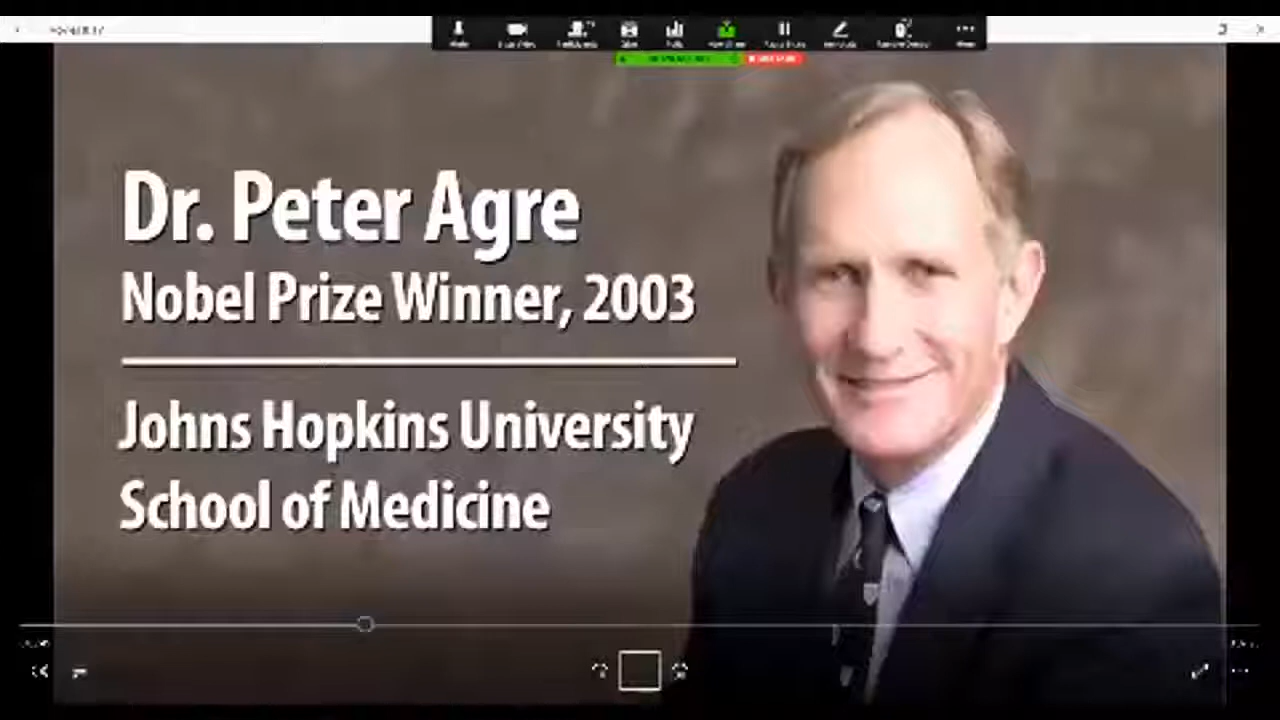 Dr. Peter Agre
Nobel Prize Winner, 2003
Johns Hopkins University
School of Medicine